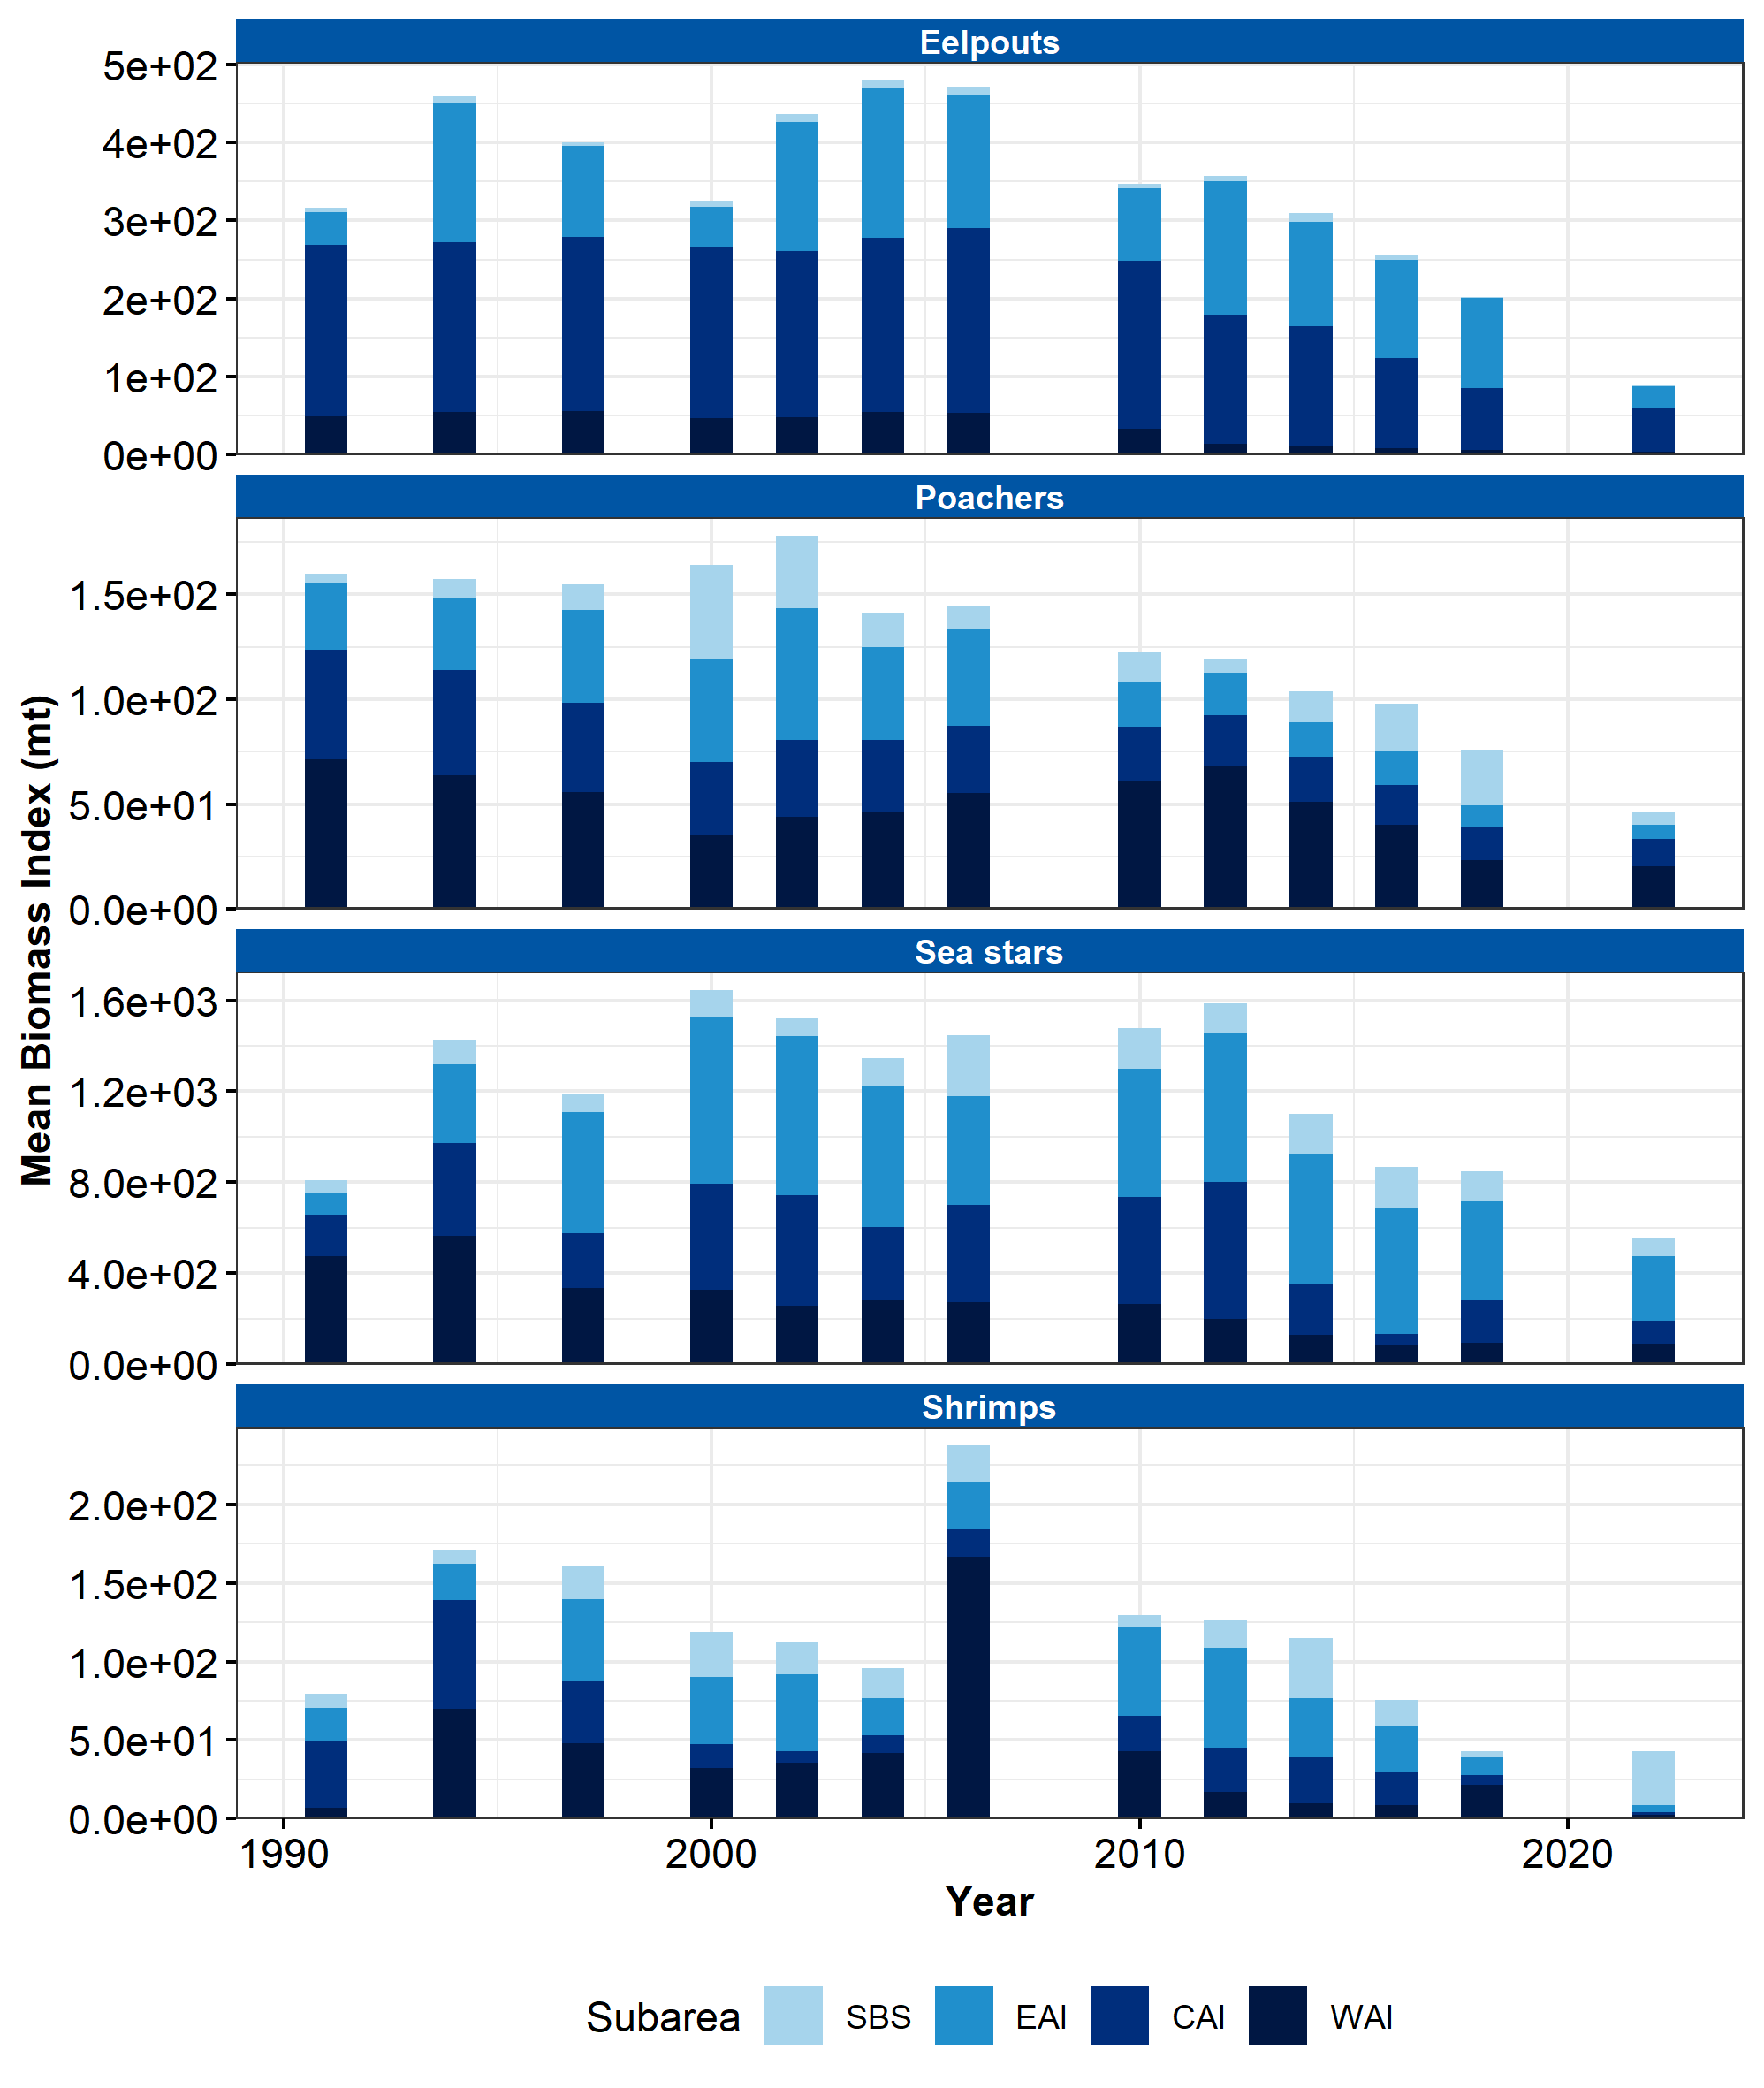 Eelpouts
5e+02
4e+02
3e+02
2e+02
1e+02
0e+00
Poachers
1.5e+02
1.0e+02
5.0e+01
0.0e+00
Mean Biomass Index (mt)
Sea stars
1.6e+03
1.2e+03
8.0e+02
4.0e+02
0.0e+00
Shrimps
2.0e+02
1.5e+02
1.0e+02
5.0e+01
0.0e+00
1990 2000 2010 2020
Year
Subarea SBS EAI CAI WAI